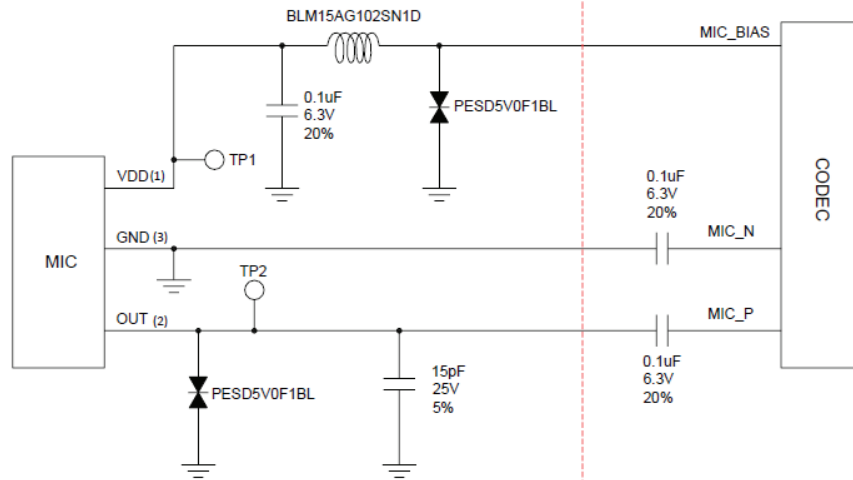 BLM15AG102SN1D
MIC_BIAS
0.1uF
6.3V
20%
PESD5V0F1BL
TP1
VDD(1)
0.1uF
6.3V
20%
CODEC
GND (3)
MIC_N
MIC
TP2
OUT (2)
MIC_P
PESD5V0F1BL
15pF
25V
5%
0.1uF
6.3V
20%